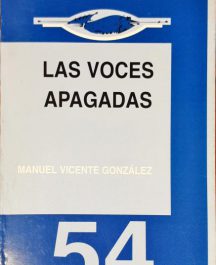 LAS VOCES
APAGADAS
MANUEL VICENTE GONZÁLEZ
54